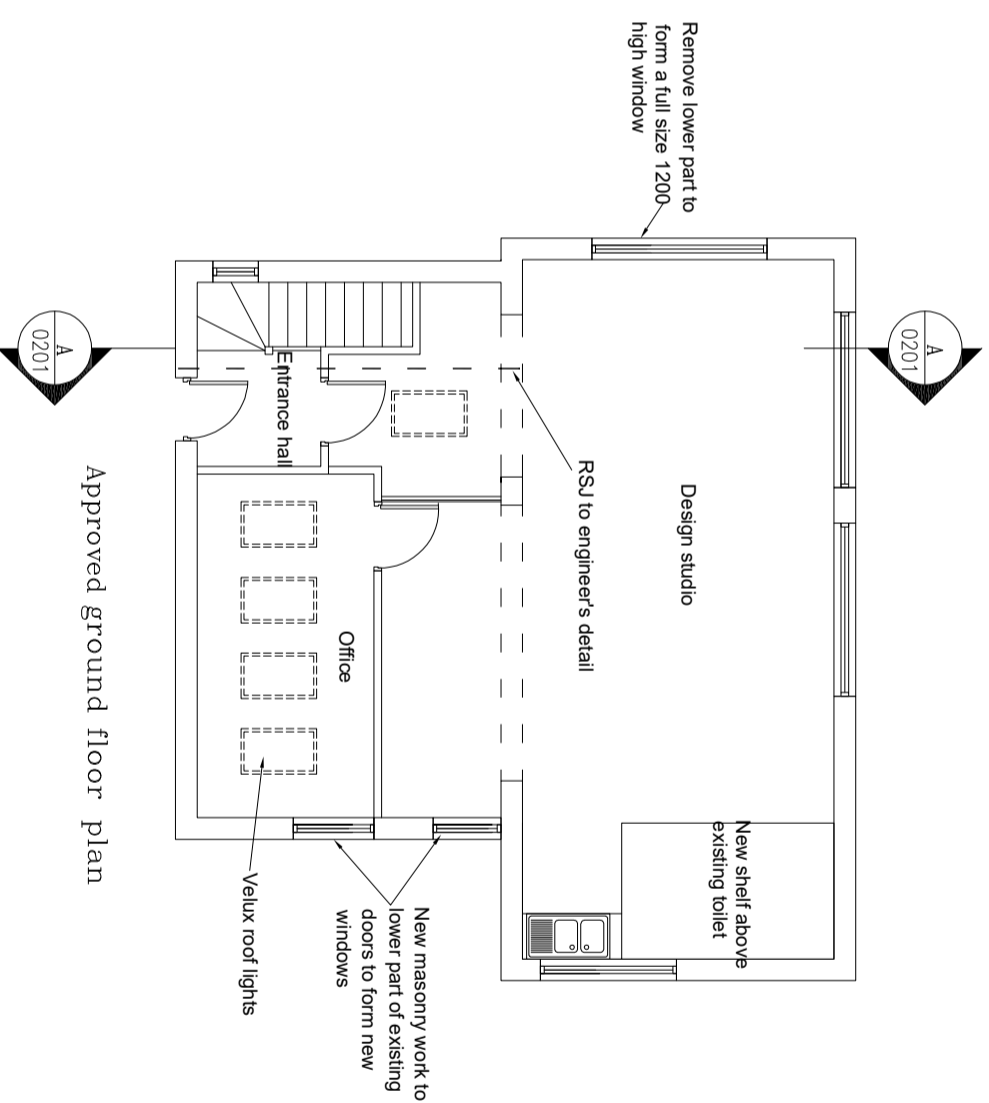 Remove lower part to
form a full size 1200
high window
A
0201
A
0201
Design studio
RSJ to engineer's detail
Entrance hall
Office
New shelf above
existing toilet
Velux roof lights
New masonry work to
lower part of existing
doors to form new
windows
Approved ground floor plan